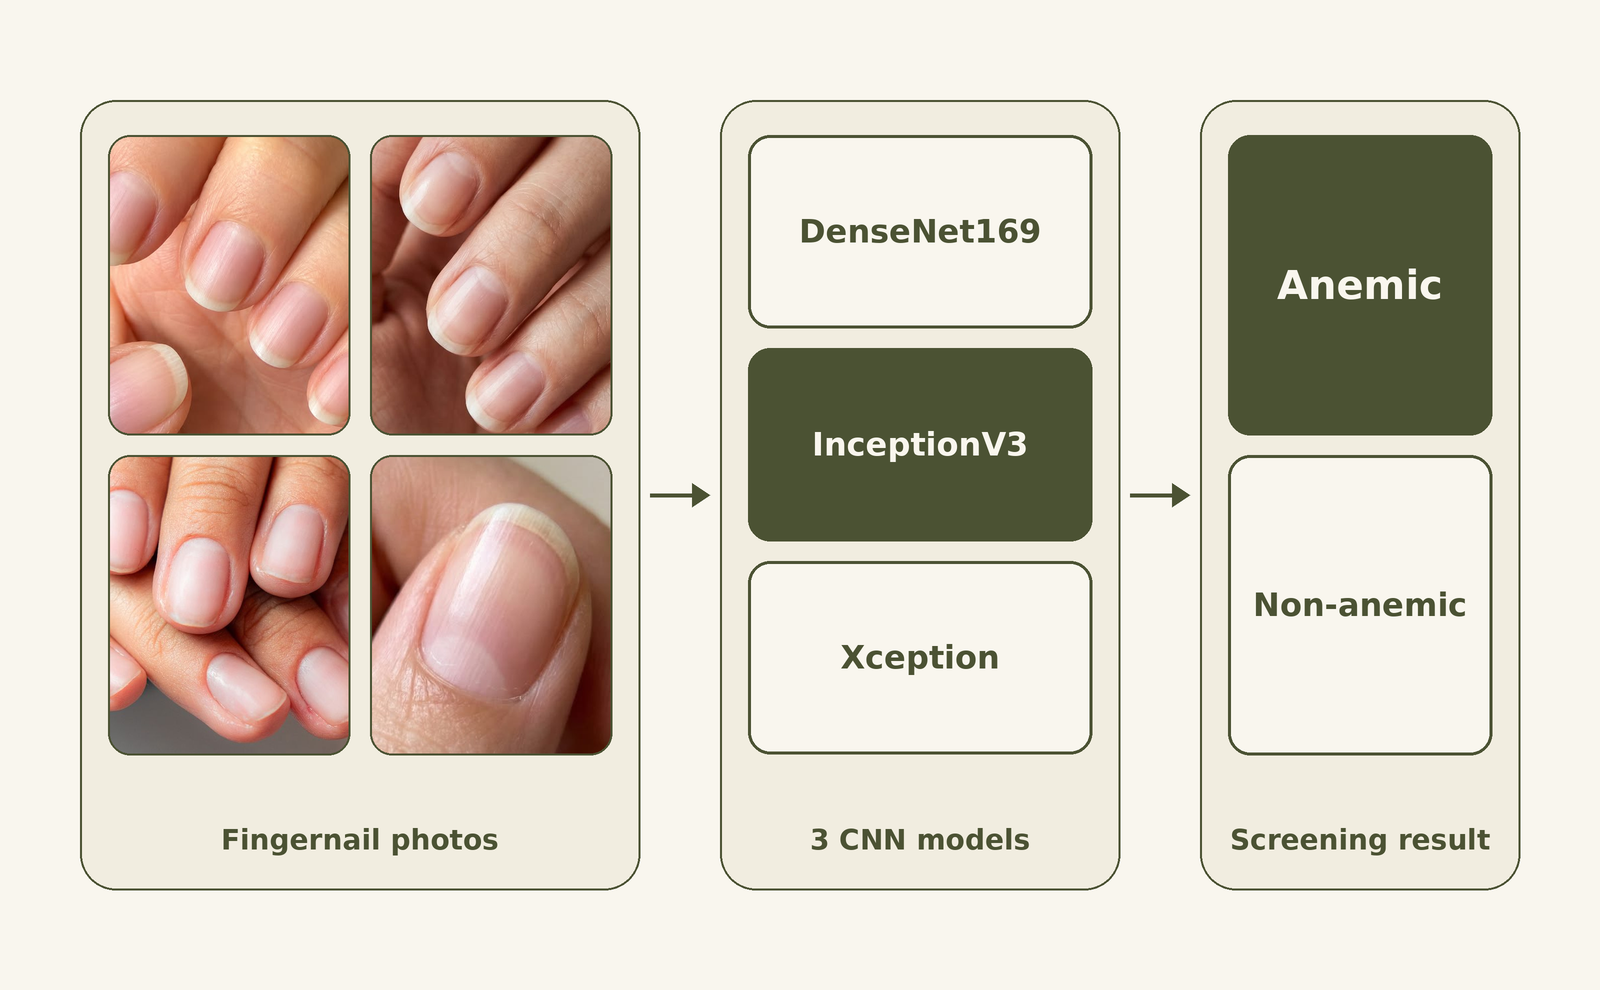 DenseNet169
InceptionV3
Xception
Anemic
Non-anemic
Fingernail photos
3 CNN models
Screening result